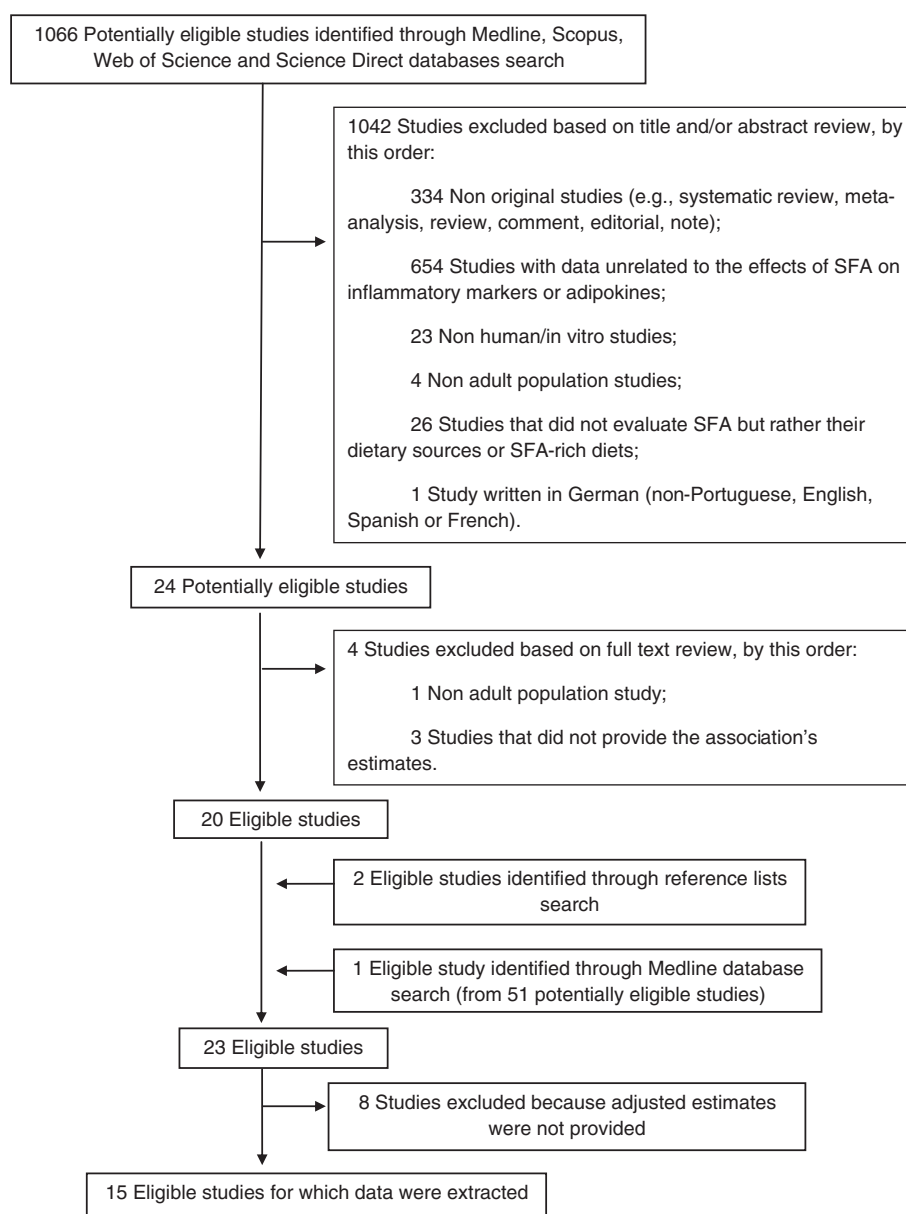 1066 Potentially eligible studies identified through Medline, Scopus,
Web of Science and Science Direct databases search
1042 Studies excluded based on title and/or abstract review, by
this order:
334 Non original studies (e.g., systematic review, meta-
analysis, review, comment, editorial, note);
654 Studies with data unrelated to the effects of SFA on
inflammatory markers or adipokines;
23 Non human/in vitro studies;
4 Non adult population studies;
26 Studies that did not evaluate SFA but rather their
dietary sources or SFA-rich diets;
1 Study written in German (non-Portuguese, English,
Spanish or French).
24 Potentially eligible studies
4 Studies excluded based on full text review, by this order:
1 Non adult population study;
3 Studies that did not provide the association's
estimates.
20 Eligible studies
2 Eligible studies identified through reference lists
search
1 Eligible study identified through Medline database
search (from 51 potentially eligible studies)
23 Eligible studies
8 Studies excluded because adjusted estimates
were not provided
15 Eligible studies for which data were extracted